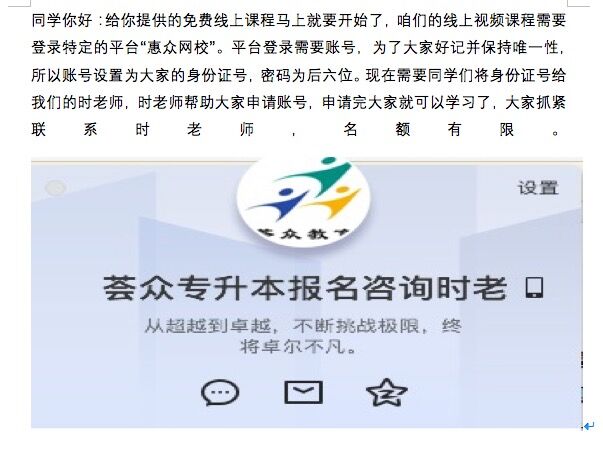 同学你好：给你提供的免费线上课程马上就要开始了，咱们的线上视频课程需要
登录特定的平台“惠众网校”。平台登录需要账号，为了大家好记并保持唯一性，
所以账号设置为大家的身份证号，密码为后六位。现在需要同学们将身份证号给
我们的时老师，时老师帮助大家申请账号，申请完大家就可以学习了，大家抓紧
联系时老师，名额有限。
设置
荟众教育
荟众专升本报名咨询时老
从超越到卓越，不断挑战极限，终
将卓尔不凡。